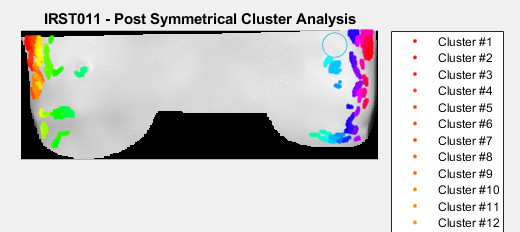 IRST011 - Post Symmetrical Cluster Analysis
Cluster #1
Cluster #2
Cluster #3
Cluster #4
Cluster #5
Cluster #6
Cluster #7
Cluster #8
Cluster #9
Cluster #10
Cluster #11
Cluster #12